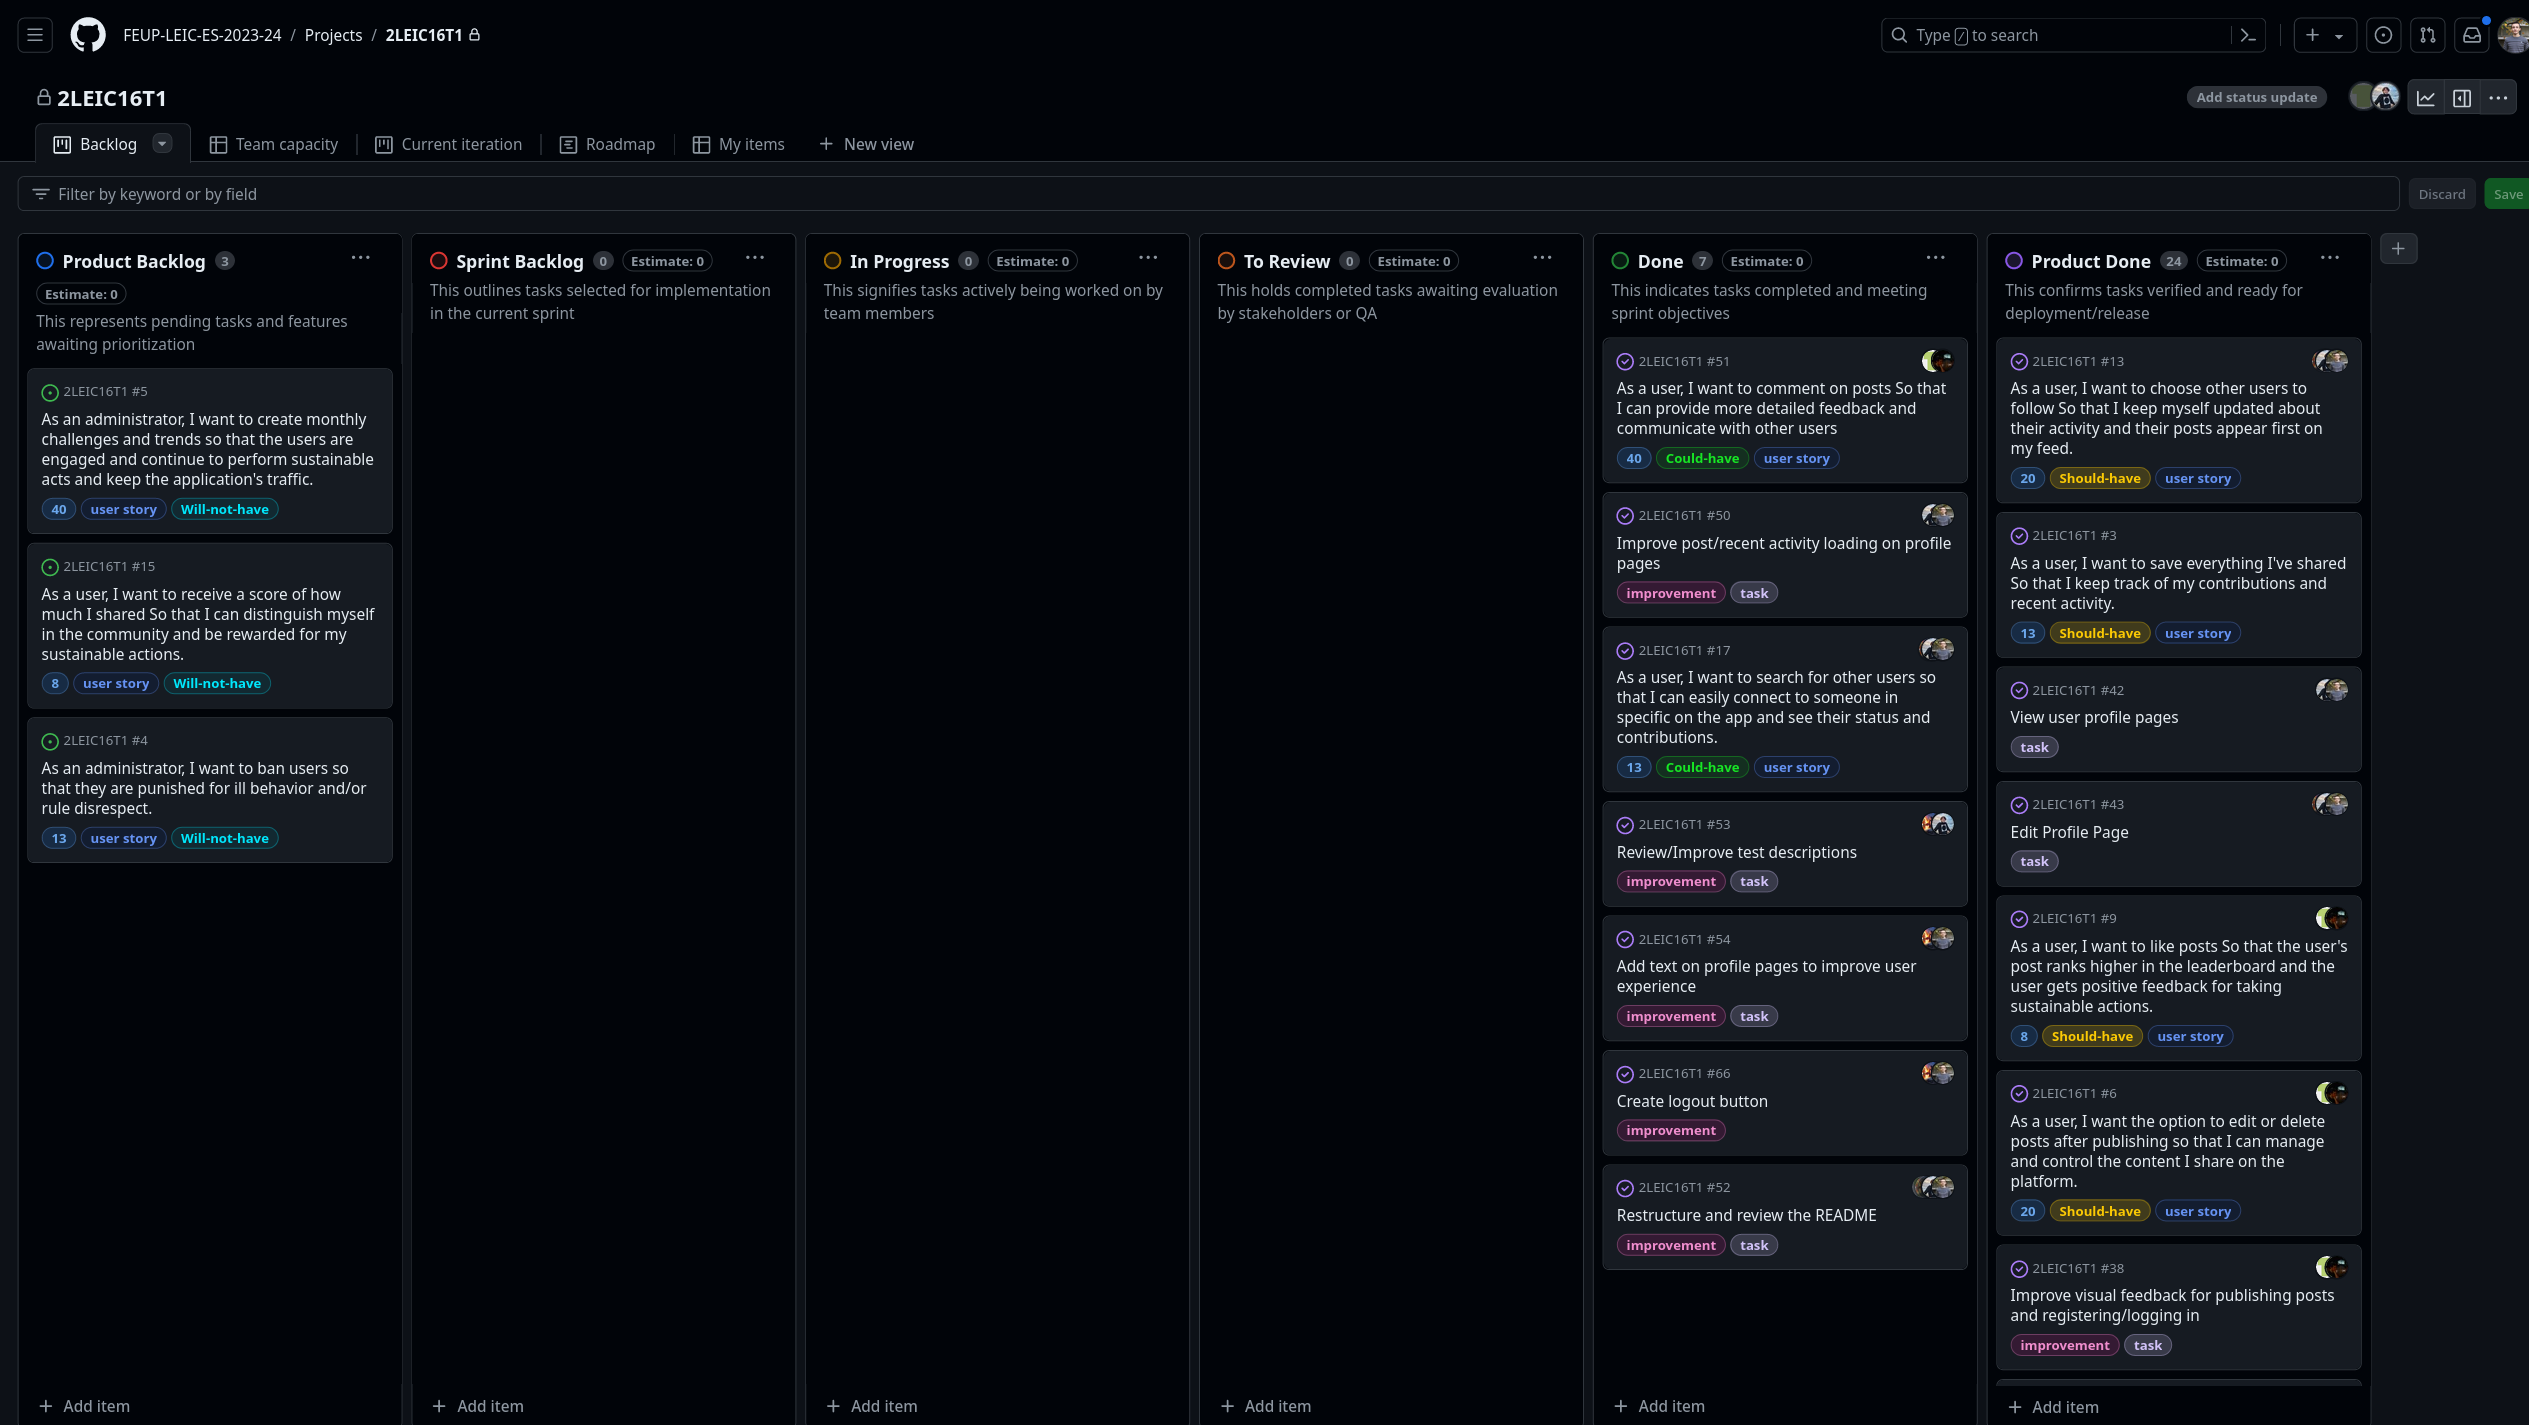 FEUP-LEIC-ES-2023-24 / Projects / 2LEIC16T1
Type / to search
2LEIC16T1
Add status update
Backlog
Team capacity
Current iteration
Roadmap
My items
New view
Filter by keyword or by field
Discard
Save
Product Backlog 3
Estimate: 0
This represents pending tasks and features
awaiting prioritization
2LEIC16T1 #5
As an administrator, I want to create monthly
challenges and trends so that the users are
engaged and continue to perform sustainable
acts and keep the application's traffic.
40 user story Will-not-have
2LEIC16T1 #15
As a user, I want to receive a score of how
much I shared So that I can distinguish myself
in the community and be rewarded for my
sustainable actions.
8 user story Will-not-have
2LEIC16T1 #4
As an administrator, I want to ban users so
that they are punished for ill behavior and/or
rule disrespect.
13 user story Will-not-have
Add item
Sprint Backlog 0 Estimate: 0
This outlines tasks selected for implementation
in the current sprint
Add item
In Progress 0 Estimate: 0
This signifies tasks actively being worked on by
team members
Add item
To Review 0 Estimate: 0
This holds completed tasks awaiting evaluation
by stakeholders or QA
Add item
Done 7 Estimate: 0
This indicates tasks completed and meeting
sprint objectives
2LEIC16T1 #51
As a user, I want to comment on posts So that
I can provide more detailed feedback and
communicate with other users
40 Could-have user story
2LEIC16T1 #50
Improve post/recent activity loading on profile
pages
improvement task
2LEIC16T1 #17
As a user, I want to search for other users so
that I can easily connect to someone in
specific on the app and see their status and
contributions.
13 Could-have user story
2LEIC16T1 #53
Review/Improve test descriptions
improvement task
2LEIC16T1 #54
Add text on profile pages to improve user
experience
improvement task
2LEIC16T1 #66
Create logout button
improvement
2LEIC16T1 #52
Restructure and review the README
improvement task
Add item
Product Done 24 Estimate: 0
This confirms tasks verified and ready for
deployment/release
2LEIC16T1 #13
As a user, I want to choose other users to
follow So that I keep myself updated about
their activity and their posts appear first on
my feed.
20 Should-have user story
2LEIC16T1 #3
As a user, I want to save everything I've shared
So that I keep track of my contributions and
recent activity.
13 Should-have user story
2LEIC16T1 #42
View user profile pages
task
2LEIC16T1 #43
Edit Profile Page
task
2LEIC16T1 #9
As a user, I want to like posts So that the user's
post ranks higher in the leaderboard and the
user gets positive feedback for taking
sustainable actions.
8 Should-have user story
2LEIC16T1 #6
As a user, I want the option to edit or delete
posts after publishing so that I can manage
and control the content I share on the
platform.
20 Should-have user story
2LEIC16T1 #38
Improve visual feedback for publishing posts
and registering/logging in
improvement task
Add item